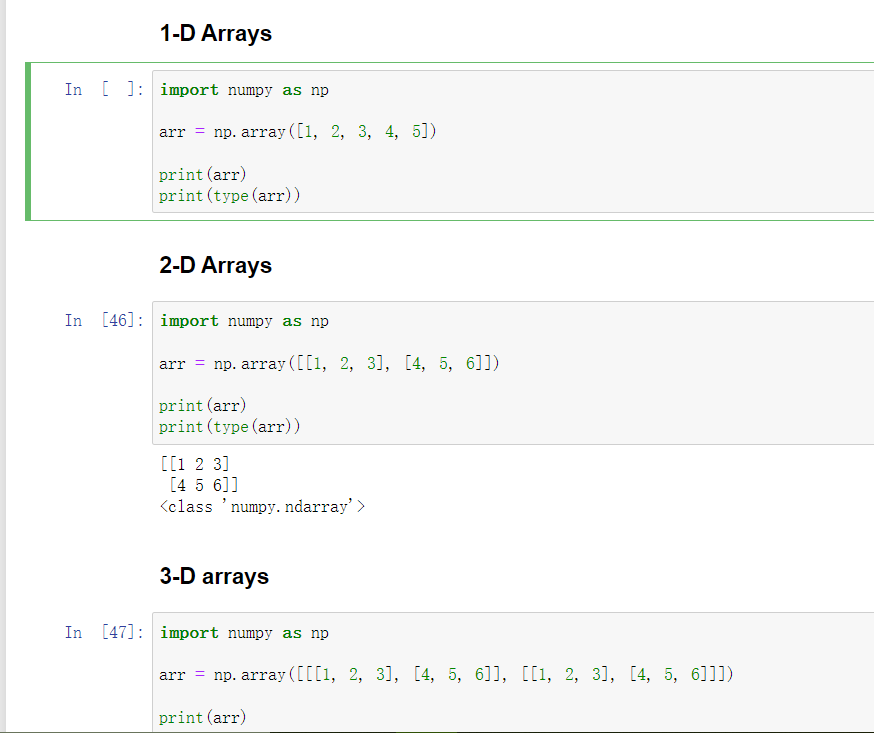 1-D Arrays
In [ ]: import numpy as np
arr = np.array([1, 2, 3, 4, 5])
print(arr)
print(type(arr))
2-D Arrays
In [46]: import numpy as np
arr = np.array([[1, 2, 3], [4, 5, 6]])
print(arr)
print(type(arr))
[[1 2 3]
[4 5 6]]
<class 'numpy.ndarray'>
3-D arrays
In [47]: import numpy as np
arr = np.array([[[1, 2, 3], [4, 5, 6]], [[1, 2, 3], [4, 5, 6]]])
print(arr)